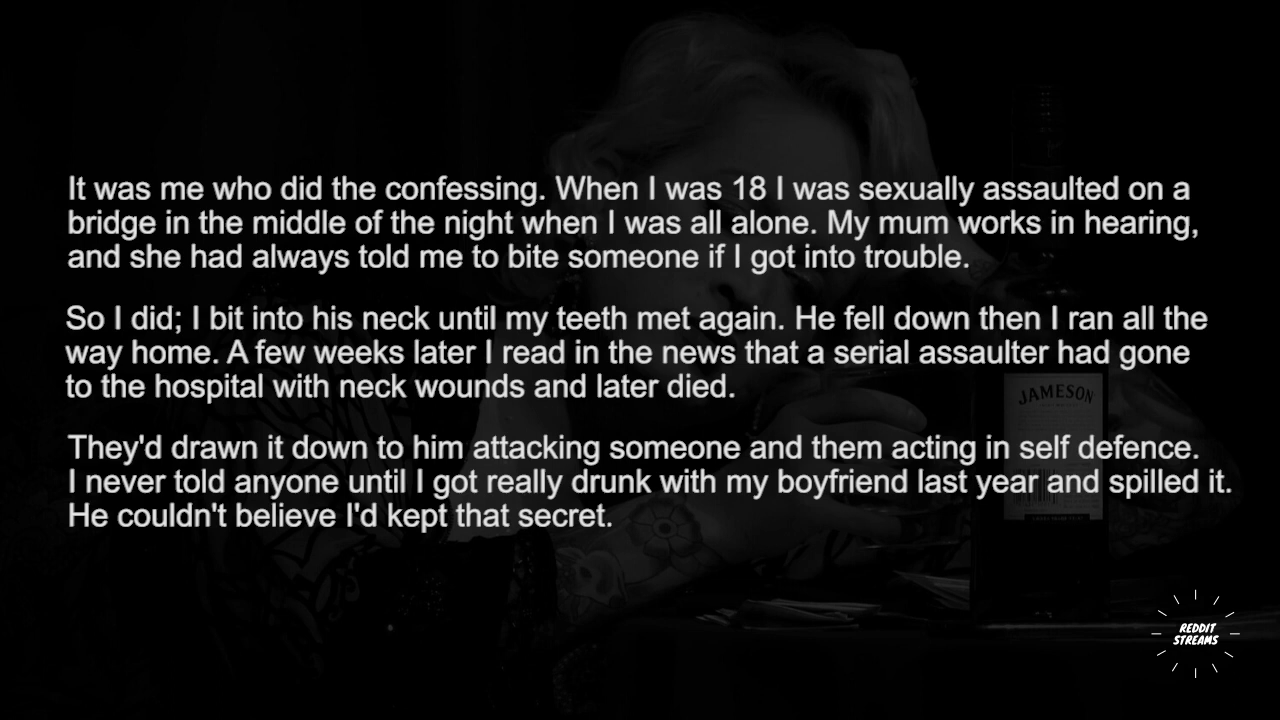 It was me who did the confessing. When I was 18 I was sexually assaulted on a
bridge in the middle of the night when I was all alone. My mum works in hearing,
and she had always told me to bite someone if I got into trouble.
So I did; I bit into his neck until my teeth met again. He fell down then I ran all the
way home. A few weeks later I read in the news that a serial assaulter had gone
to the hospital with neck wounds and later died.
They'd drawn it down to him attacking someone and them acting in self defence.
I never told anyone until I got really drunk with my boyfriend last year and spilled it.
He couldn't believe I'd kept that secret.
JAMESON
REDDIT
STREAMS